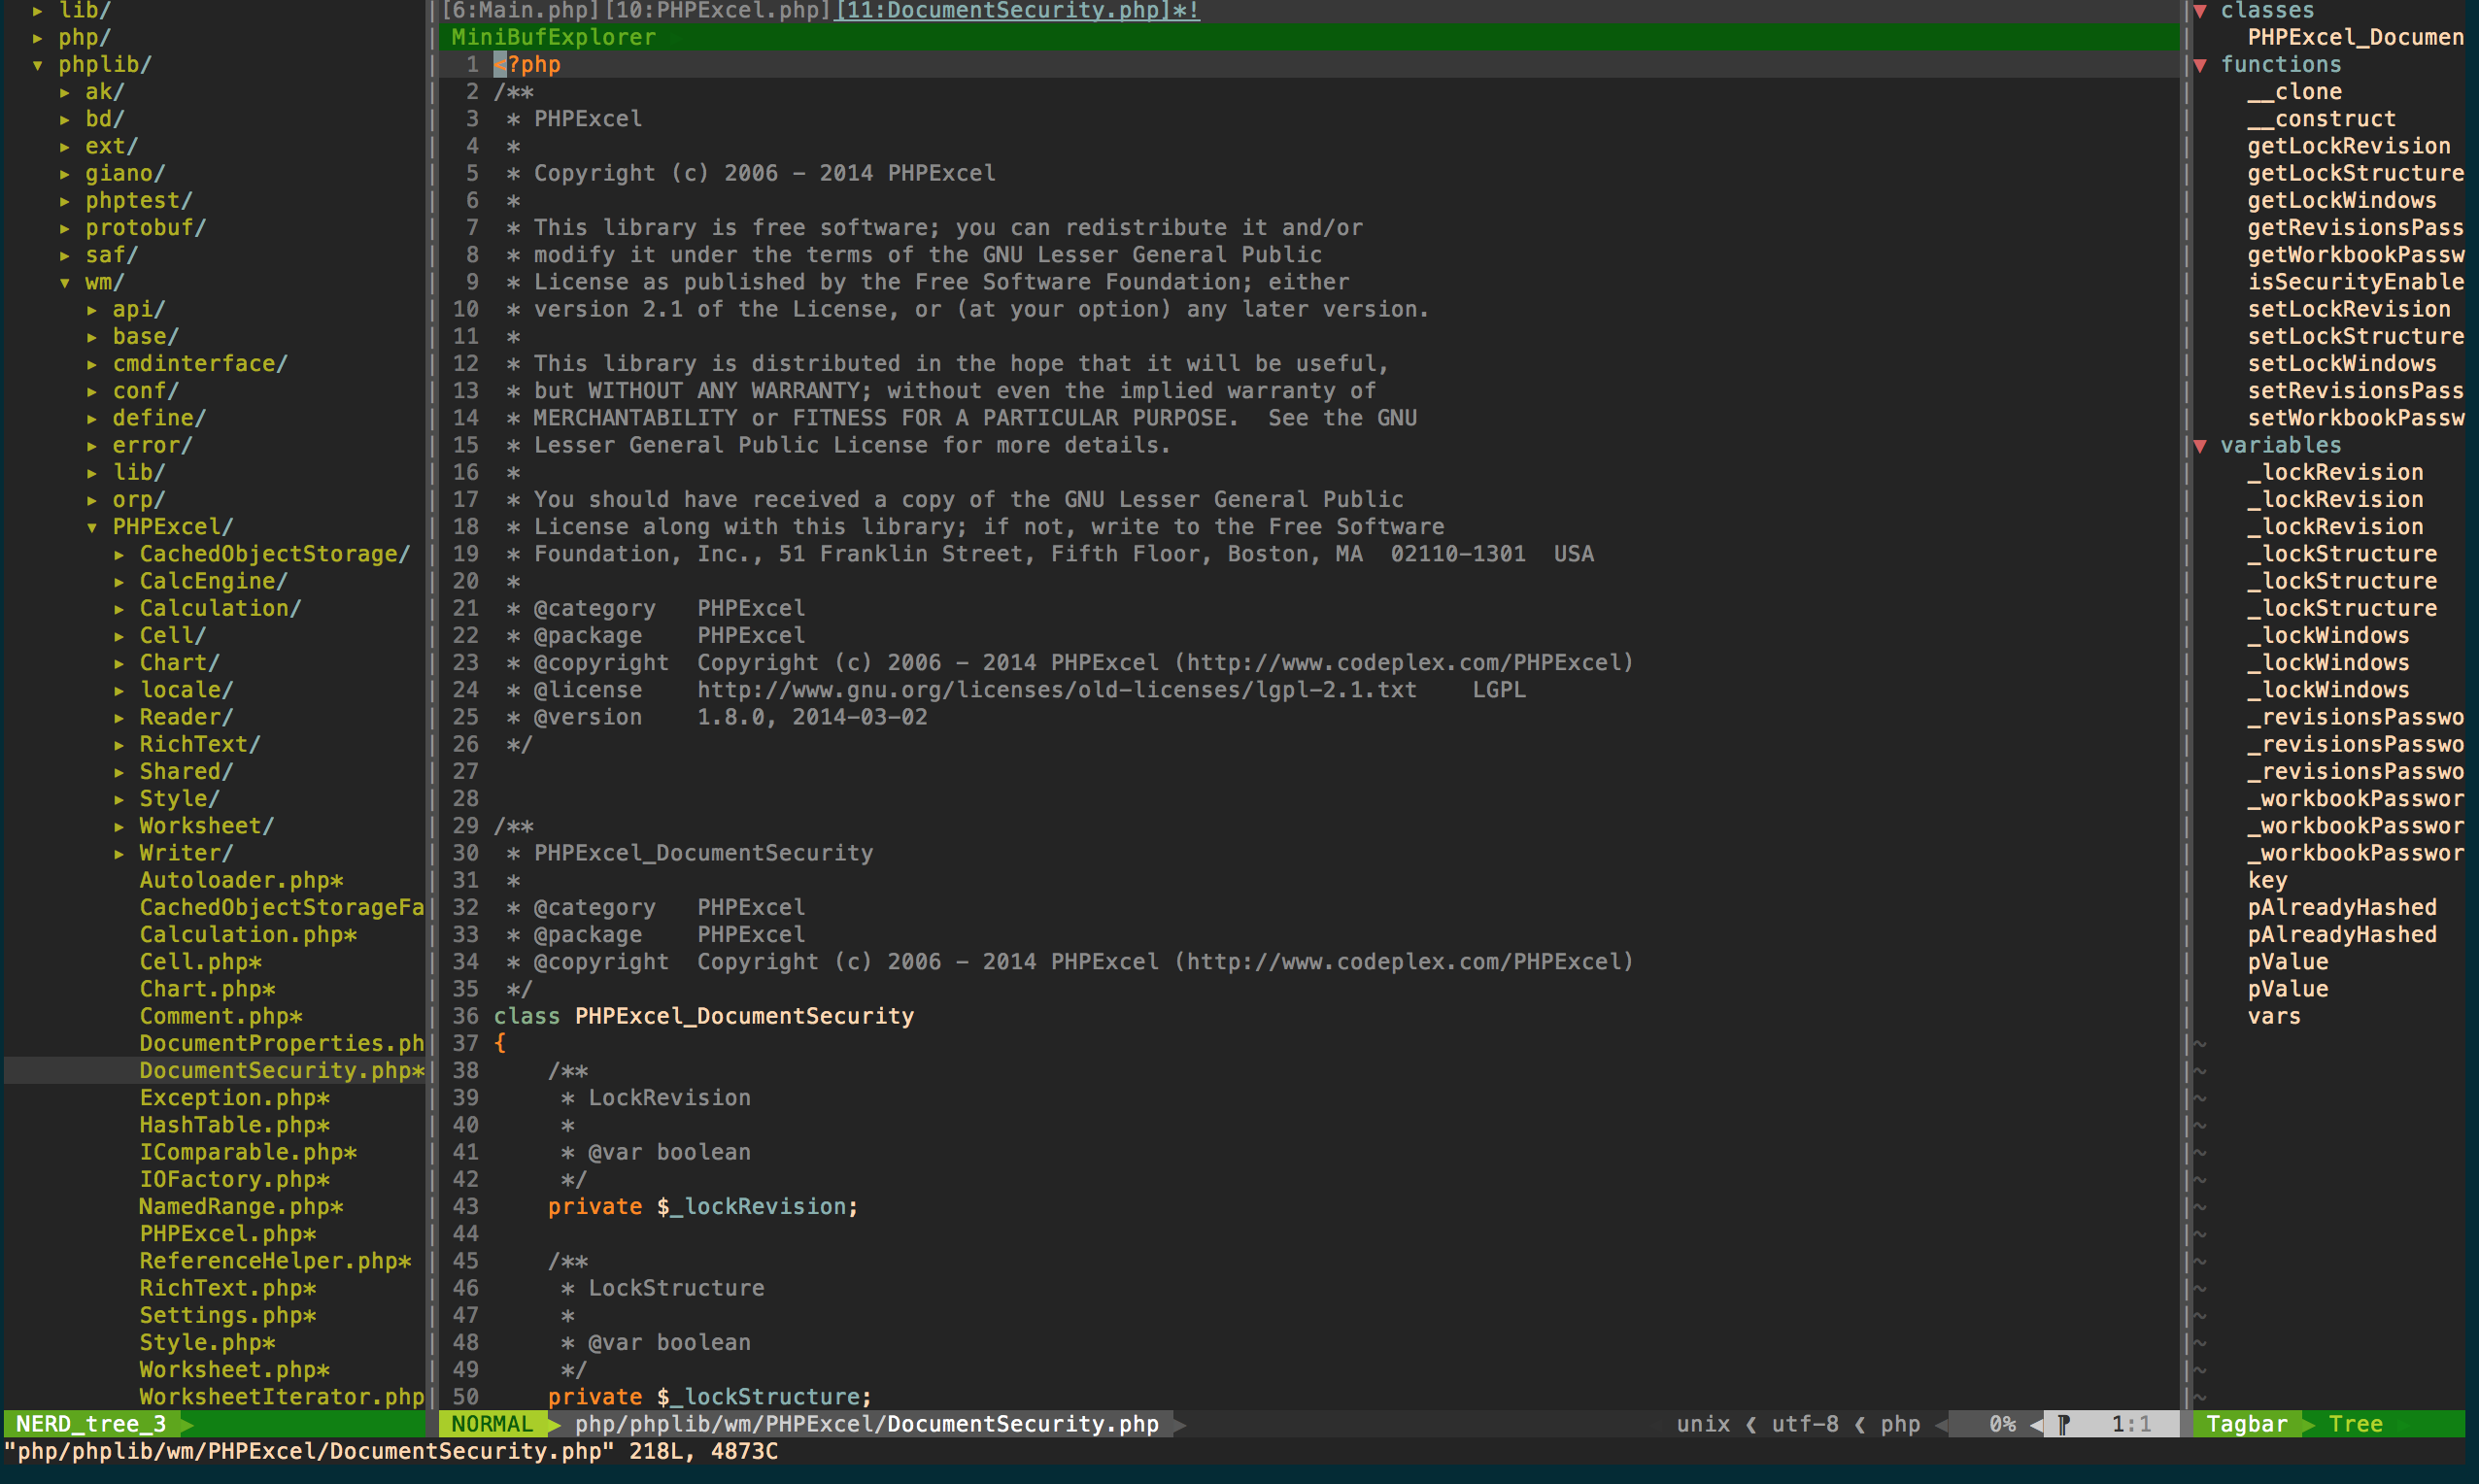 ▸ lib/
▸ php/
▾ phplib/
▸ ak/
▸ bd/
▸ ext/
▸ giano/
▸ phptest/
▸ protobuf/
▸ saf/
▾ wm/
▸ api/
▸ base/
▸ cmdinterface/
▸ conf/
▸ define/
▸ error/
▸ lib/
▸ orp/
▾ PHPExcel/
▸ CachedObjectStorage/
▸ CalcEngine/
▸ Calculation/
▸ Cell/
▸ Chart/
▸ locale/
▸ Reader/
▸ RichText/
▸ Shared/
▸ Style/
▸ Worksheet/
▸ Writer/
Autoloader.php*
CachedObjectStorageFa
Calculation.php*
Cell.php*
Chart.php*
Comment.php*
DocumentProperties.ph
DocumentSecurity.php*
Exception.php*
HashTable.php*
IComparable.php*
IOFactory.php*
NamedRange.php*
PHPExcel.php*
ReferenceHelper.php*
RichText.php*
Settings.php*
Style.php*
Worksheet.php*
WorksheetIterator.php
NERD_tree_3
[6:Main.php][10:PHPExcel.php][11:DocumentSecurity.php]*!
MiniBufExplorer
1 <?php
2 /**
3  * PHPExcel
4  *
5  * Copyright (c) 2006 - 2014 PHPExcel
6  *
7  * This library is free software; you can redistribute it and/or
8  * modify it under the terms of the GNU Lesser General Public
9  * License as published by the Free Software Foundation; either
10  * version 2.1 of the License, or (at your option) any later version.
11  *
12  * This library is distributed in the hope that it will be useful,
13  * but WITHOUT ANY WARRANTY; without even the implied warranty of
14  * MERCHANTABILITY or FITNESS FOR A PARTICULAR PURPOSE.  See the GNU
15  * Lesser General Public License for more details.
16  *
17  * You should have received a copy of the GNU Lesser General Public
18  * License along with this library; if not, write to the Free Software
19  * Foundation, Inc., 51 Franklin Street, Fifth Floor, Boston, MA  02110-1301  USA
20  *
21  * @category   PHPExcel
22  * @package    PHPExcel
23  * @copyright  Copyright (c) 2006 - 2014 PHPExcel (http://www.codeplex.com/PHPExcel)
24  * @license    http://www.gnu.org/licenses/old-licenses/lgpl-2.1.txt    LGPL
25  * @version    1.8.0, 2014-03-02
26  */
27
28
29 /**
30  * PHPExcel_DocumentSecurity
31  *
32  * @category   PHPExcel
33  * @package    PHPExcel
34  * @copyright  Copyright (c) 2006 - 2014 PHPExcel (http://www.codeplex.com/PHPExcel)
35  */
36 class PHPExcel_DocumentSecurity
37 {
38     /**
39      * LockRevision
40      *
41      * @var boolean
42      */
43     private $_lockRevision;
44
45     /**
46      * LockStructure
47      *
48      * @var boolean
49      */
50     private $_lockStructure;
NORMAL php/phplib/wm/PHPExcel/DocumentSecurity.php unix ❮ utf-8 ❮ php 0% 1:1
▼ classes
PHPExcel_Documen
▼ functions
__clone
__construct
getLockRevision
getLockStructure
getLockWindows
getRevisionsPass
getWorkbookPassw
isSecurityEnable
setLockRevision
setLockStructure
setLockWindows
setRevisionsPass
setWorkbookPassw
▼ variables
_lockRevision
_lockRevision
_lockRevision
_lockStructure
_lockStructure
_lockStructure
_lockWindows
_lockWindows
_lockWindows
_revisionsPasswo
_revisionsPasswo
_revisionsPasswo
_workbookPasswor
_workbookPasswor
_workbookPasswor
key
pAlreadyHashed
pAlreadyHashed
pValue
pValue
vars
~
~
~
~
~
~
~
~
~
~
~
~
~
~
Tagbar Tree
"php/phplib/wm/PHPExcel/DocumentSecurity.php" 218L, 4873C